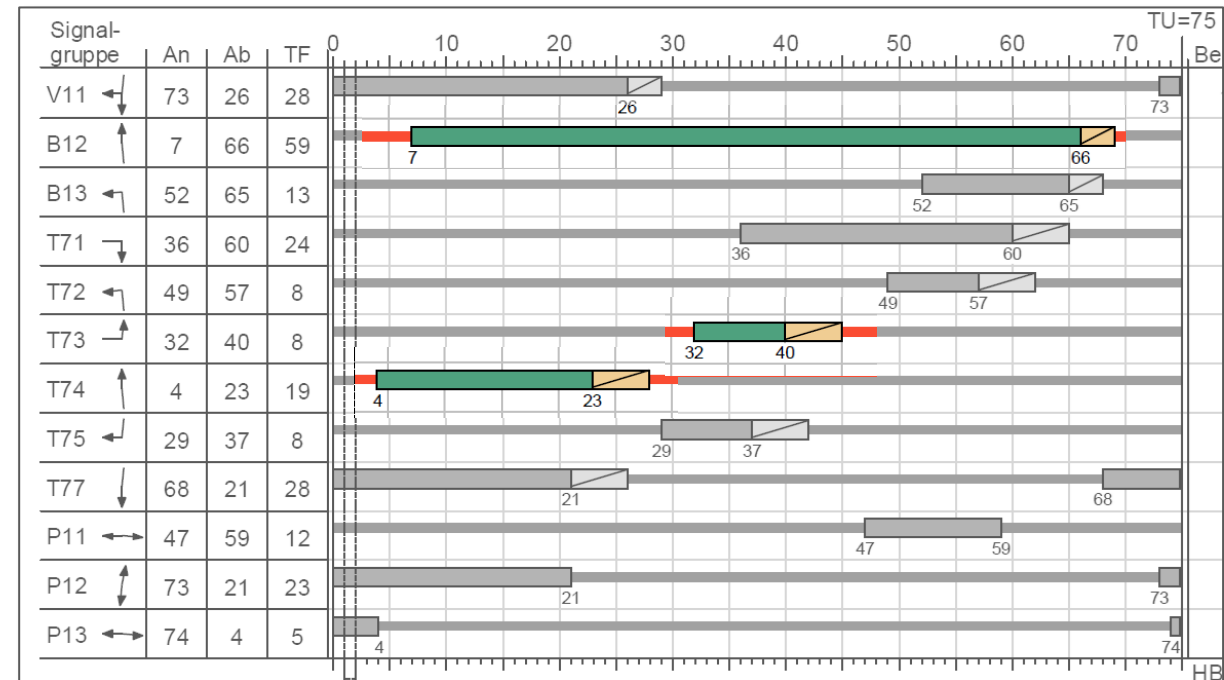 TU=75
Signal-
gruppe An Ab TF 0 10 20 30 40 50 60 70 Be
V11 73 26 28 26 73
B12 7 66 59 7 66
B13 52 65 13 52 65
T71 36 60 24 36 60
T72 49 57 8 49 57
T73 32 40 8 32 40
T74 4 23 19 4 23
T75 29 37 8 29 37
T77 68 21 28 21 68
P11 47 59 12 47 59
P12 73 21 23 21 73
P13 74 4 5 4 74
HB